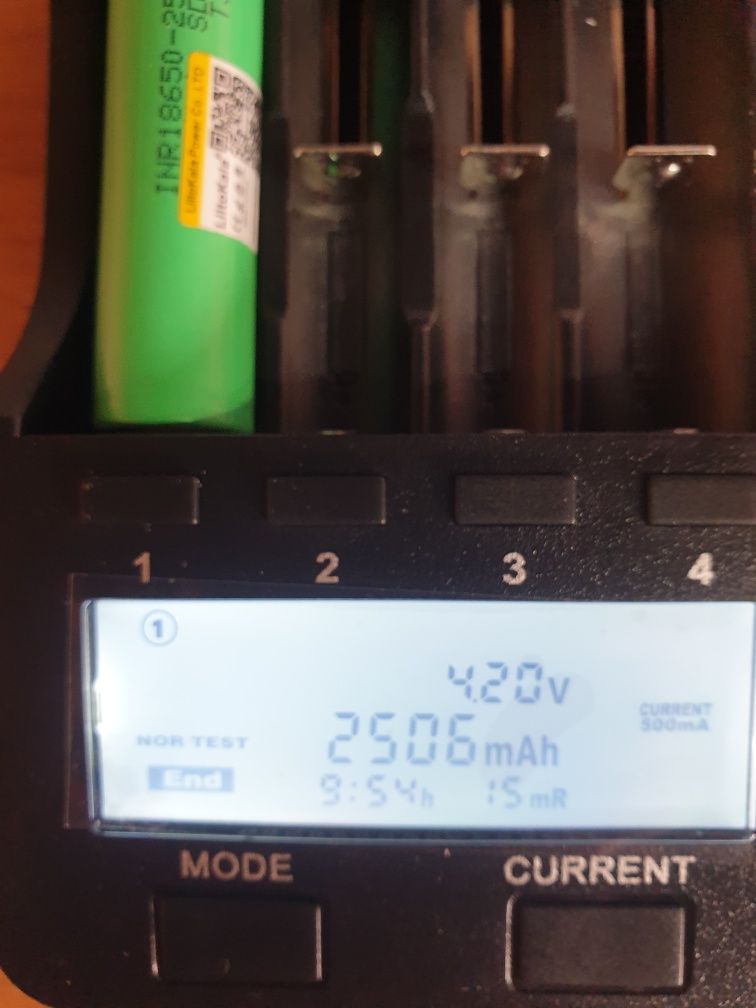 INR18650-25
LiitoKala Power Co., LTD
LiitoKala
1
2
3
4
1
4.20V
CURRENT
500mA
2506mAh
NOR TEST
End
9:54h 15mR
MODE
CURRENT